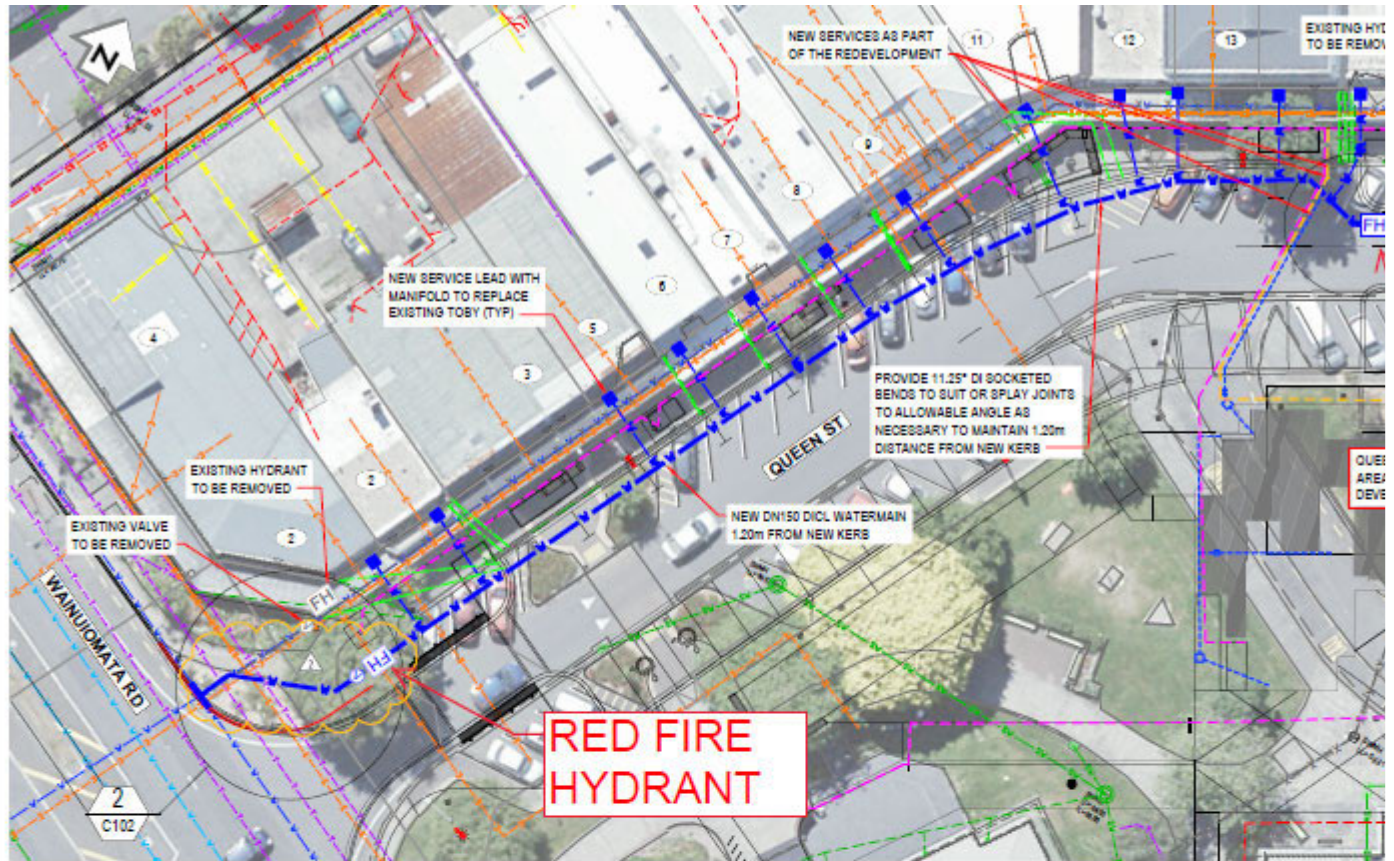 N
NEW SERVICES AS PART
OF THE REDEVELOPMENT
11
12
13
EXISTING HYD
TO BE REMOV
9
8
7
6
5
4
3
2
2
NEW SERVICE LEAD WITH
MANIFOLD TO REPLACE
EXISTING TOBY (TYP)
FH
PROVIDE 11.25° DI SOCKETED
BENDS TO SUIT OR SPLAY JOINTS
TO ALLOWABLE ANGLE AS
NECESSARY TO MAINTAIN 1.20m
DISTANCE FROM NEW KERB
QUEEN ST
EXISTING HYDRANT
TO BE REMOVED
EXISTING VALVE
TO BE REMOVED
NEW DN150 DICL WATERMAIN
1.20m FROM NEW KERB
QUEE
AREA
DEVE
FH
FH
WAINUIOMATA RD
RED FIRE
HYDRANT
2
C102